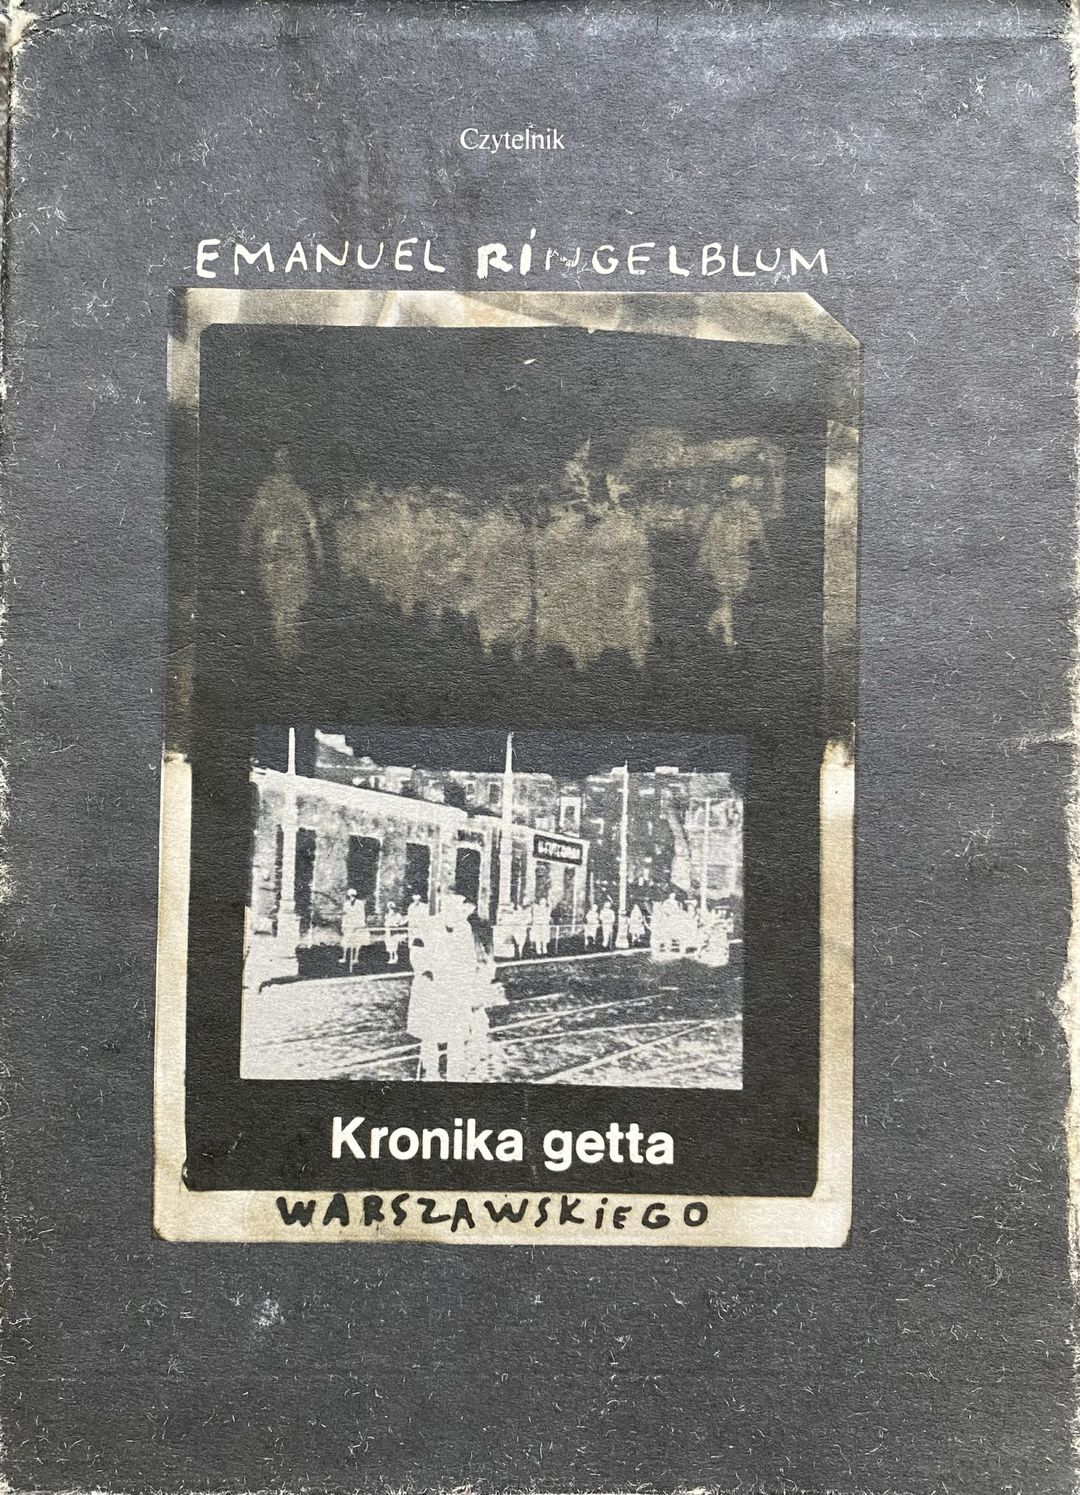 Czytelnik
EMANUEL RINGELBLUM
Kronika getta
WARSZAWSKIEGO